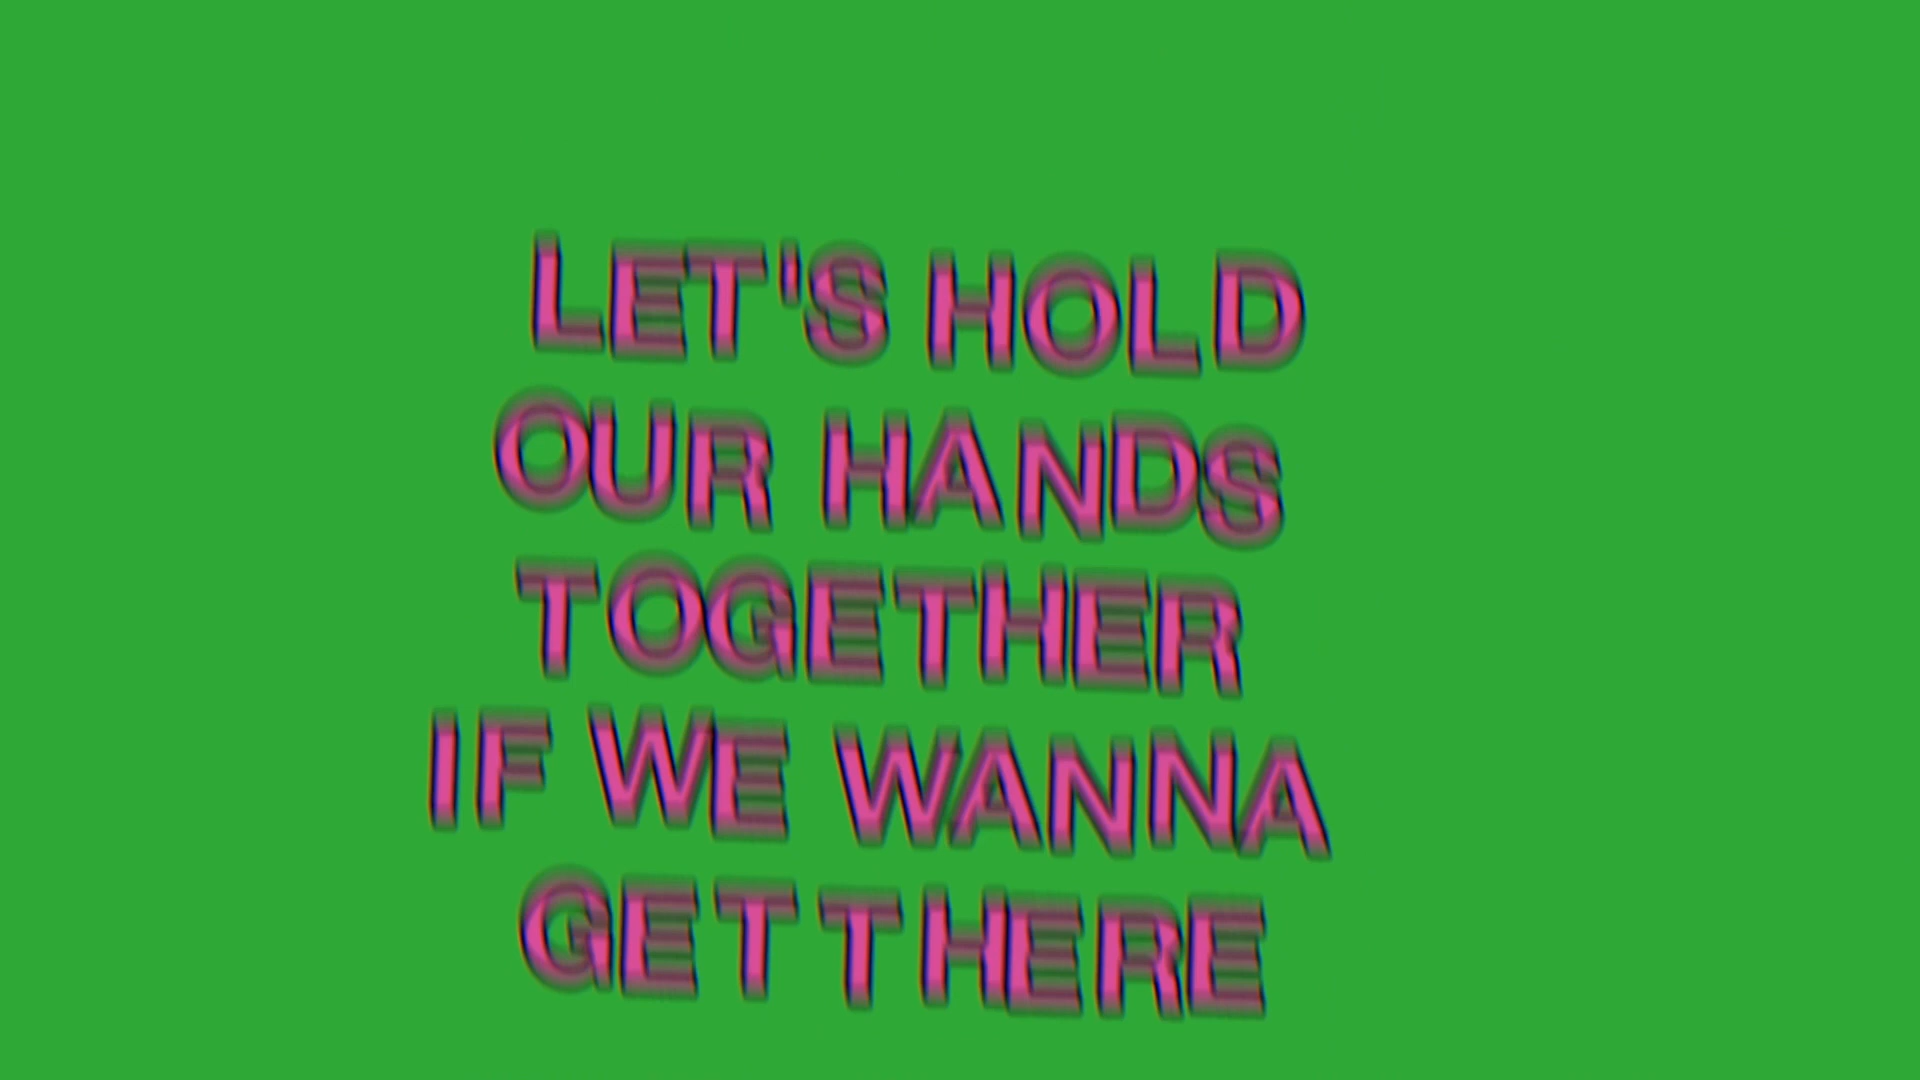 LET'S HOLD
OUR HANDS
TOGETHER
IF WE WANNA
GET THERE